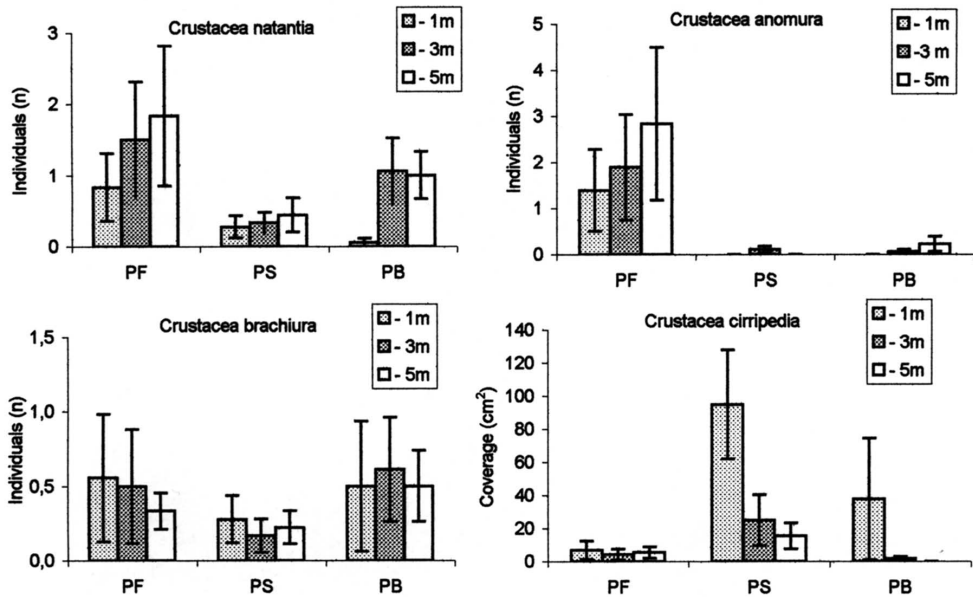 Crustacea natantia
- 1m
- 3m
- 5m
Individuals (n)
3
2
1
0
PF
PS
PB
Crustacea anomura
- 1m
-3 m
- 5m
Individuals (n)
5
4
3
2
1
0
PF
PS
PB
Crustacea brachiura
- 1m
- 3m
- 5m
Individuals (n)
1,5
1,0
0,5
0,0
PF
PS
PB
Crustacea cirripedia
- 1m
- 3m
- 5m
Coverage (cm²)
140
120
100
80
60
40
20
0
PF
PS
PB